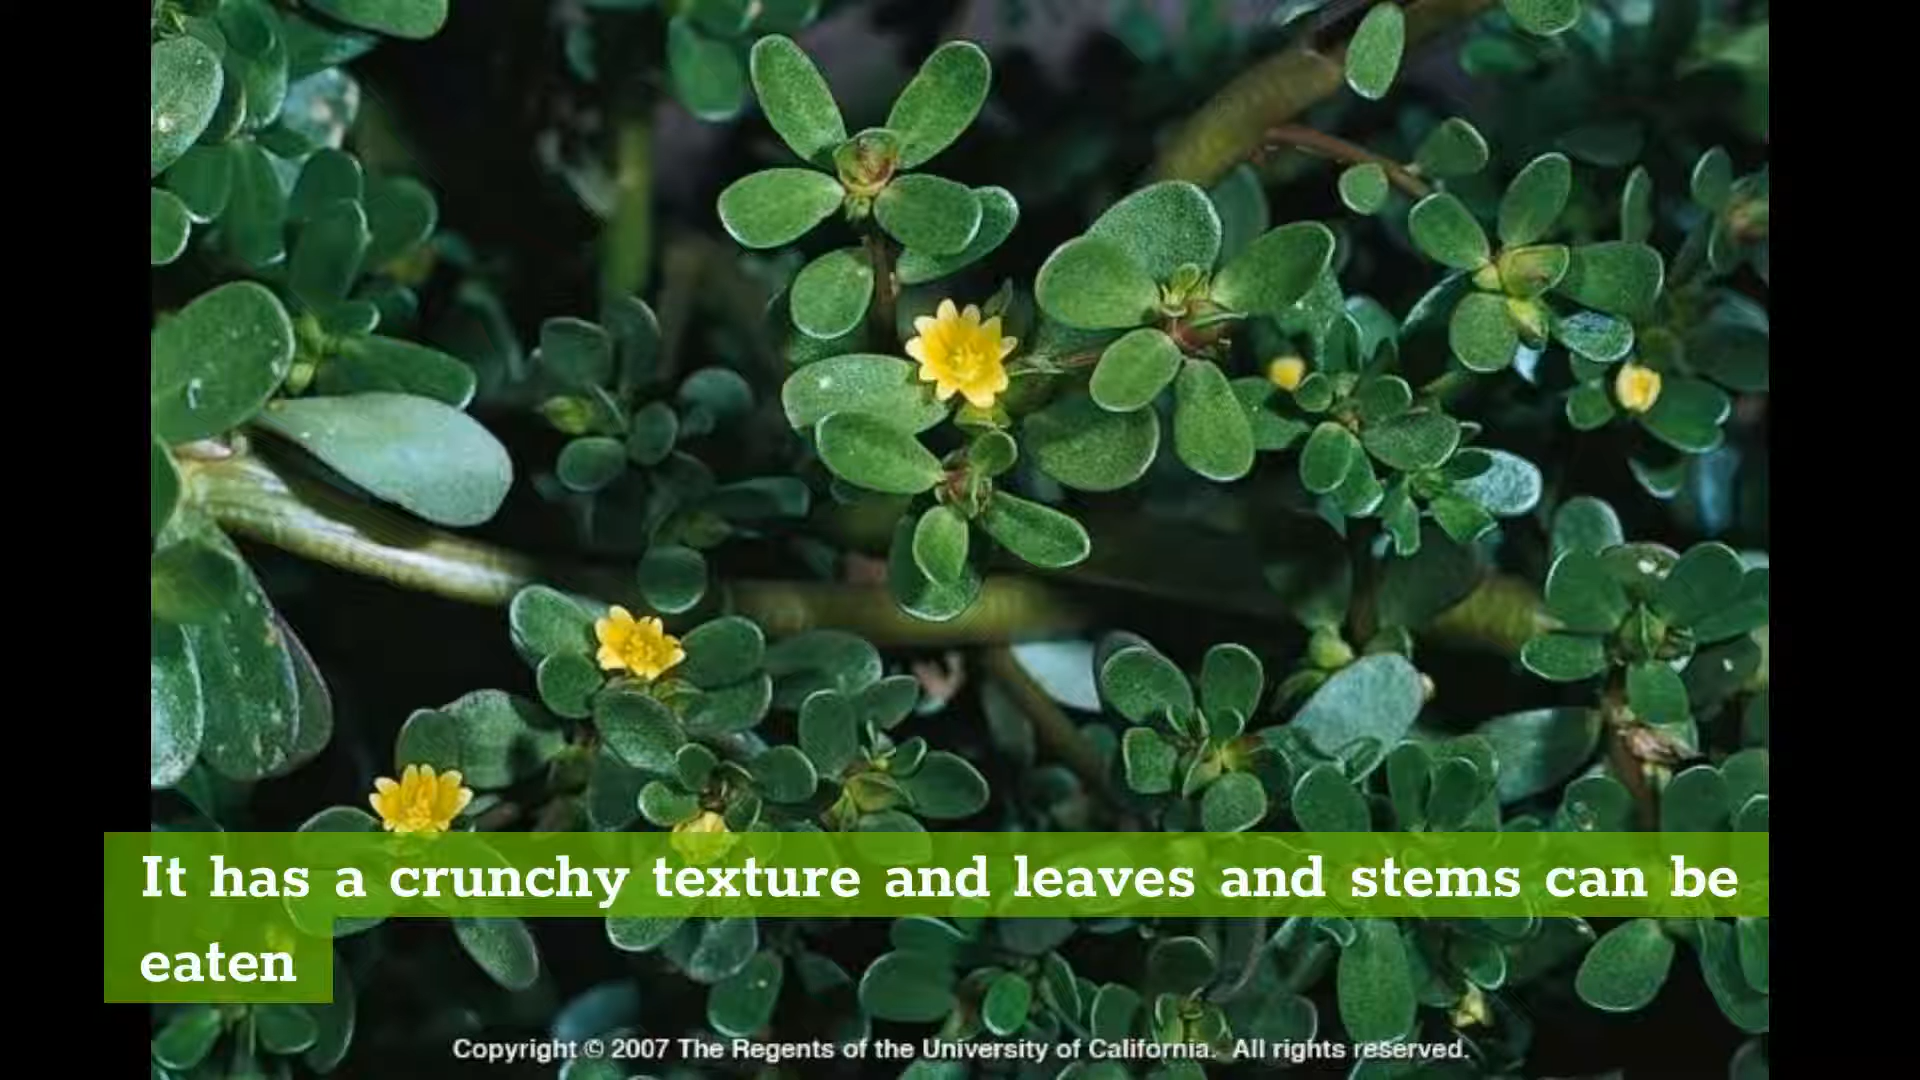 It has a crunchy texture and leaves and stems can be
eaten
Copyright © 2007 The Regents of the University of California.  All rights reserved.